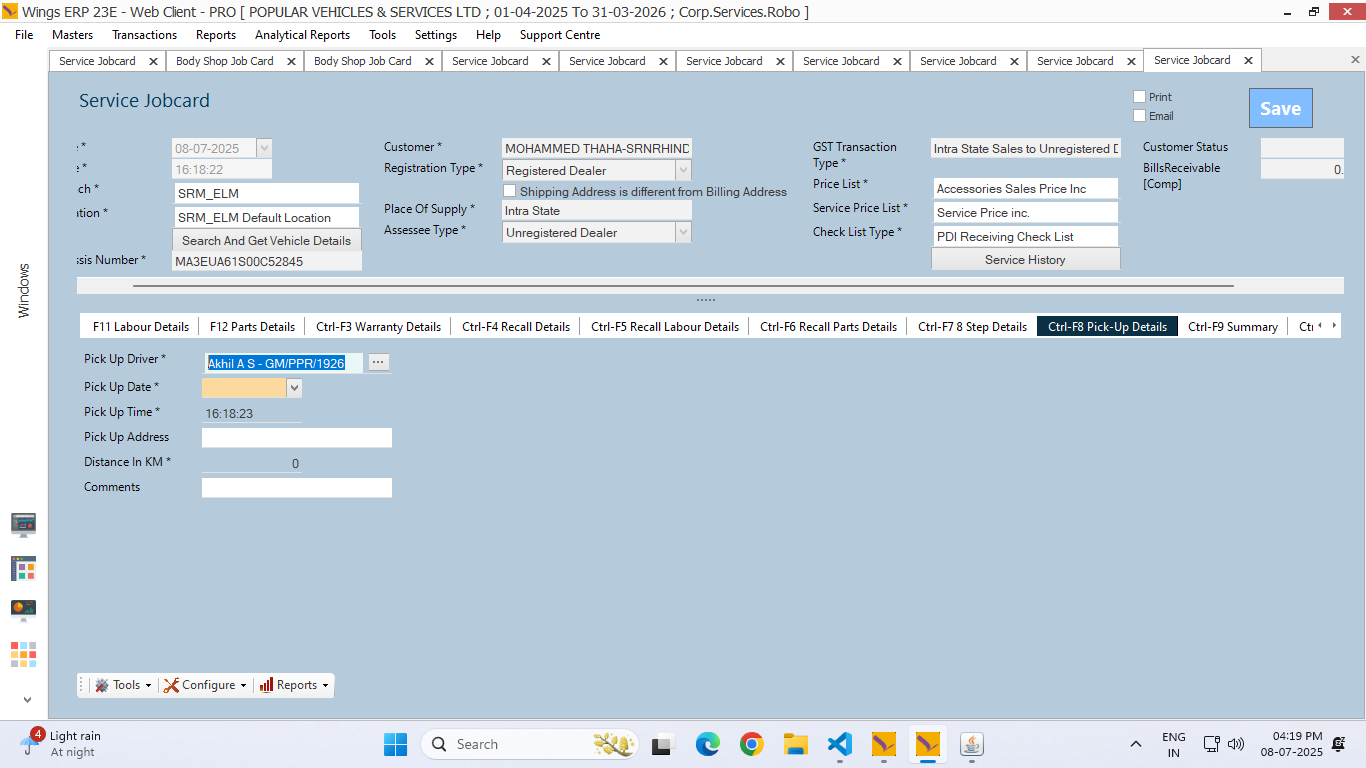 Wings ERP 23E - Web Client - PRO [ POPULAR VEHICLES & SERVICES LTD ; 01-04-2025 To 31-03-2026 ; Corp.Services.Robo ]
File Masters Transactions Reports Analytical Reports Tools Settings Help Support Centre
Service Jobcard Body Shop Job Card Body Shop Job Card Service Jobcard Service Jobcard Service Jobcard Service Jobcard Service Jobcard Service Jobcard Service Jobcard
Service Jobcard
Print
Email
Save
08-07-2025
16:18:22
ch *
SRM_ELM
ation *
SRM_ELM Default Location
Search And Get Vehicle Details
ssis Number *
MA3EUA61S00C52845
Customer *
MOHAMMED THAHA-SRNRHIND
Registration Type *
Registered Dealer
Shipping Address is different from Billing Address
Place Of Supply *
Intra State
Assessee Type *
Unregistered Dealer
GST Transaction
Type *
Intra State Sales to Unregistered D
Price List *
Accessories Sales Price Inc
Service Price List *
Service Price inc.
Check List Type *
PDI Receiving Check List
Service History
Customer Status
BillsReceivable
[Comp]
0.
Windows
F11 Labour Details F12 Parts Details Ctrl-F3 Warranty Details Ctrl-F4 Recall Details Ctrl-F5 Recall Labour Details Ctrl-F6 Recall Parts Details Ctrl-F7 8 Step Details Ctrl-F8 Pick-Up Details Ctrl-F9 Summary
Pick Up Driver *
Akhil A S - GM/PPR/1926
Pick Up Date *
Pick Up Time *
16:18:23
Pick Up Address
Distance In KM *
0
Comments
Tools Configure Reports
4
Light rain
At night
Search
ENG
IN
04:19 PM
08-07-2025